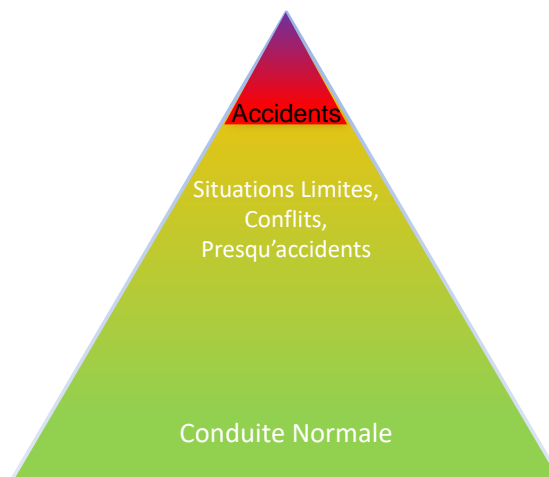 Accidents
Situations Limites,
Conflits,
Presqu’accidents
Conduite Normale